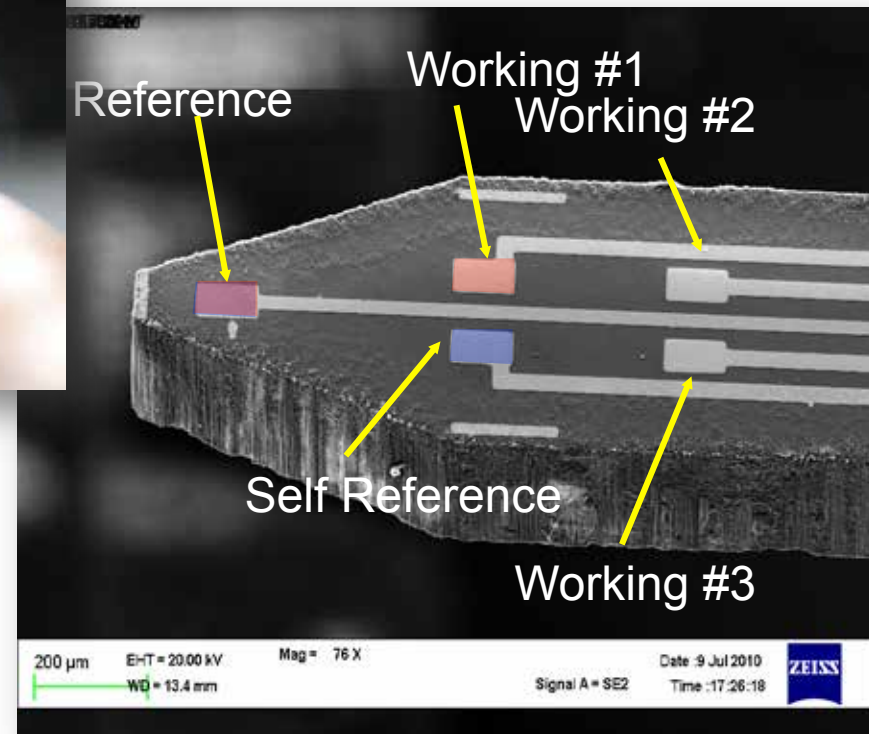 Reference
Working #1
Working #2
Self Reference
Working #3
200 µm
EHT = 20.00 kV
Mag = 76 X
WD = 13.4 mm
Signal A = SE2
Date :9 Jul 2010
Time :17:26:18
ZEISS